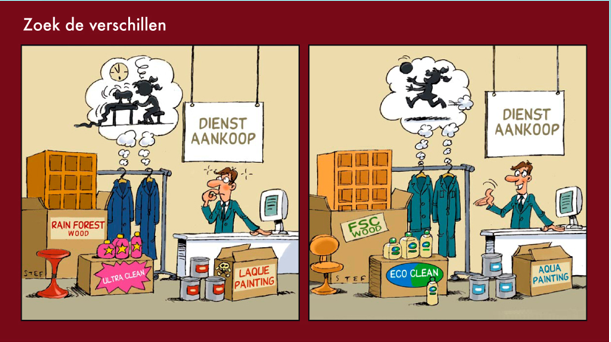 Zoek de verschillen
DIENST
AANKOOP
RAIN FOREST
WOOD
ULTRA CLEAN
LAQUE
PAINTING
STEF
DIENST
AANKOOP
FSC
WOOD
ECO CLEAN
AQUA
PAINTING
STEF